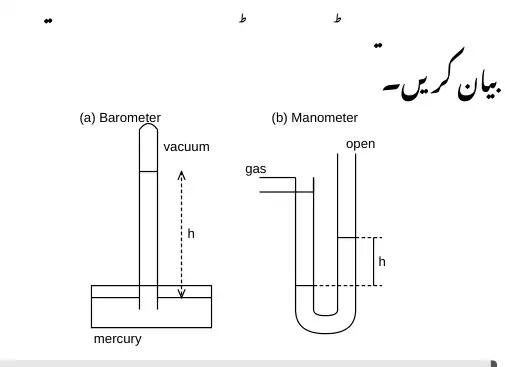 بیان کریں۔
(a) Barometer
(b) Manometer
open
vacuum
gas
h
h
mercury